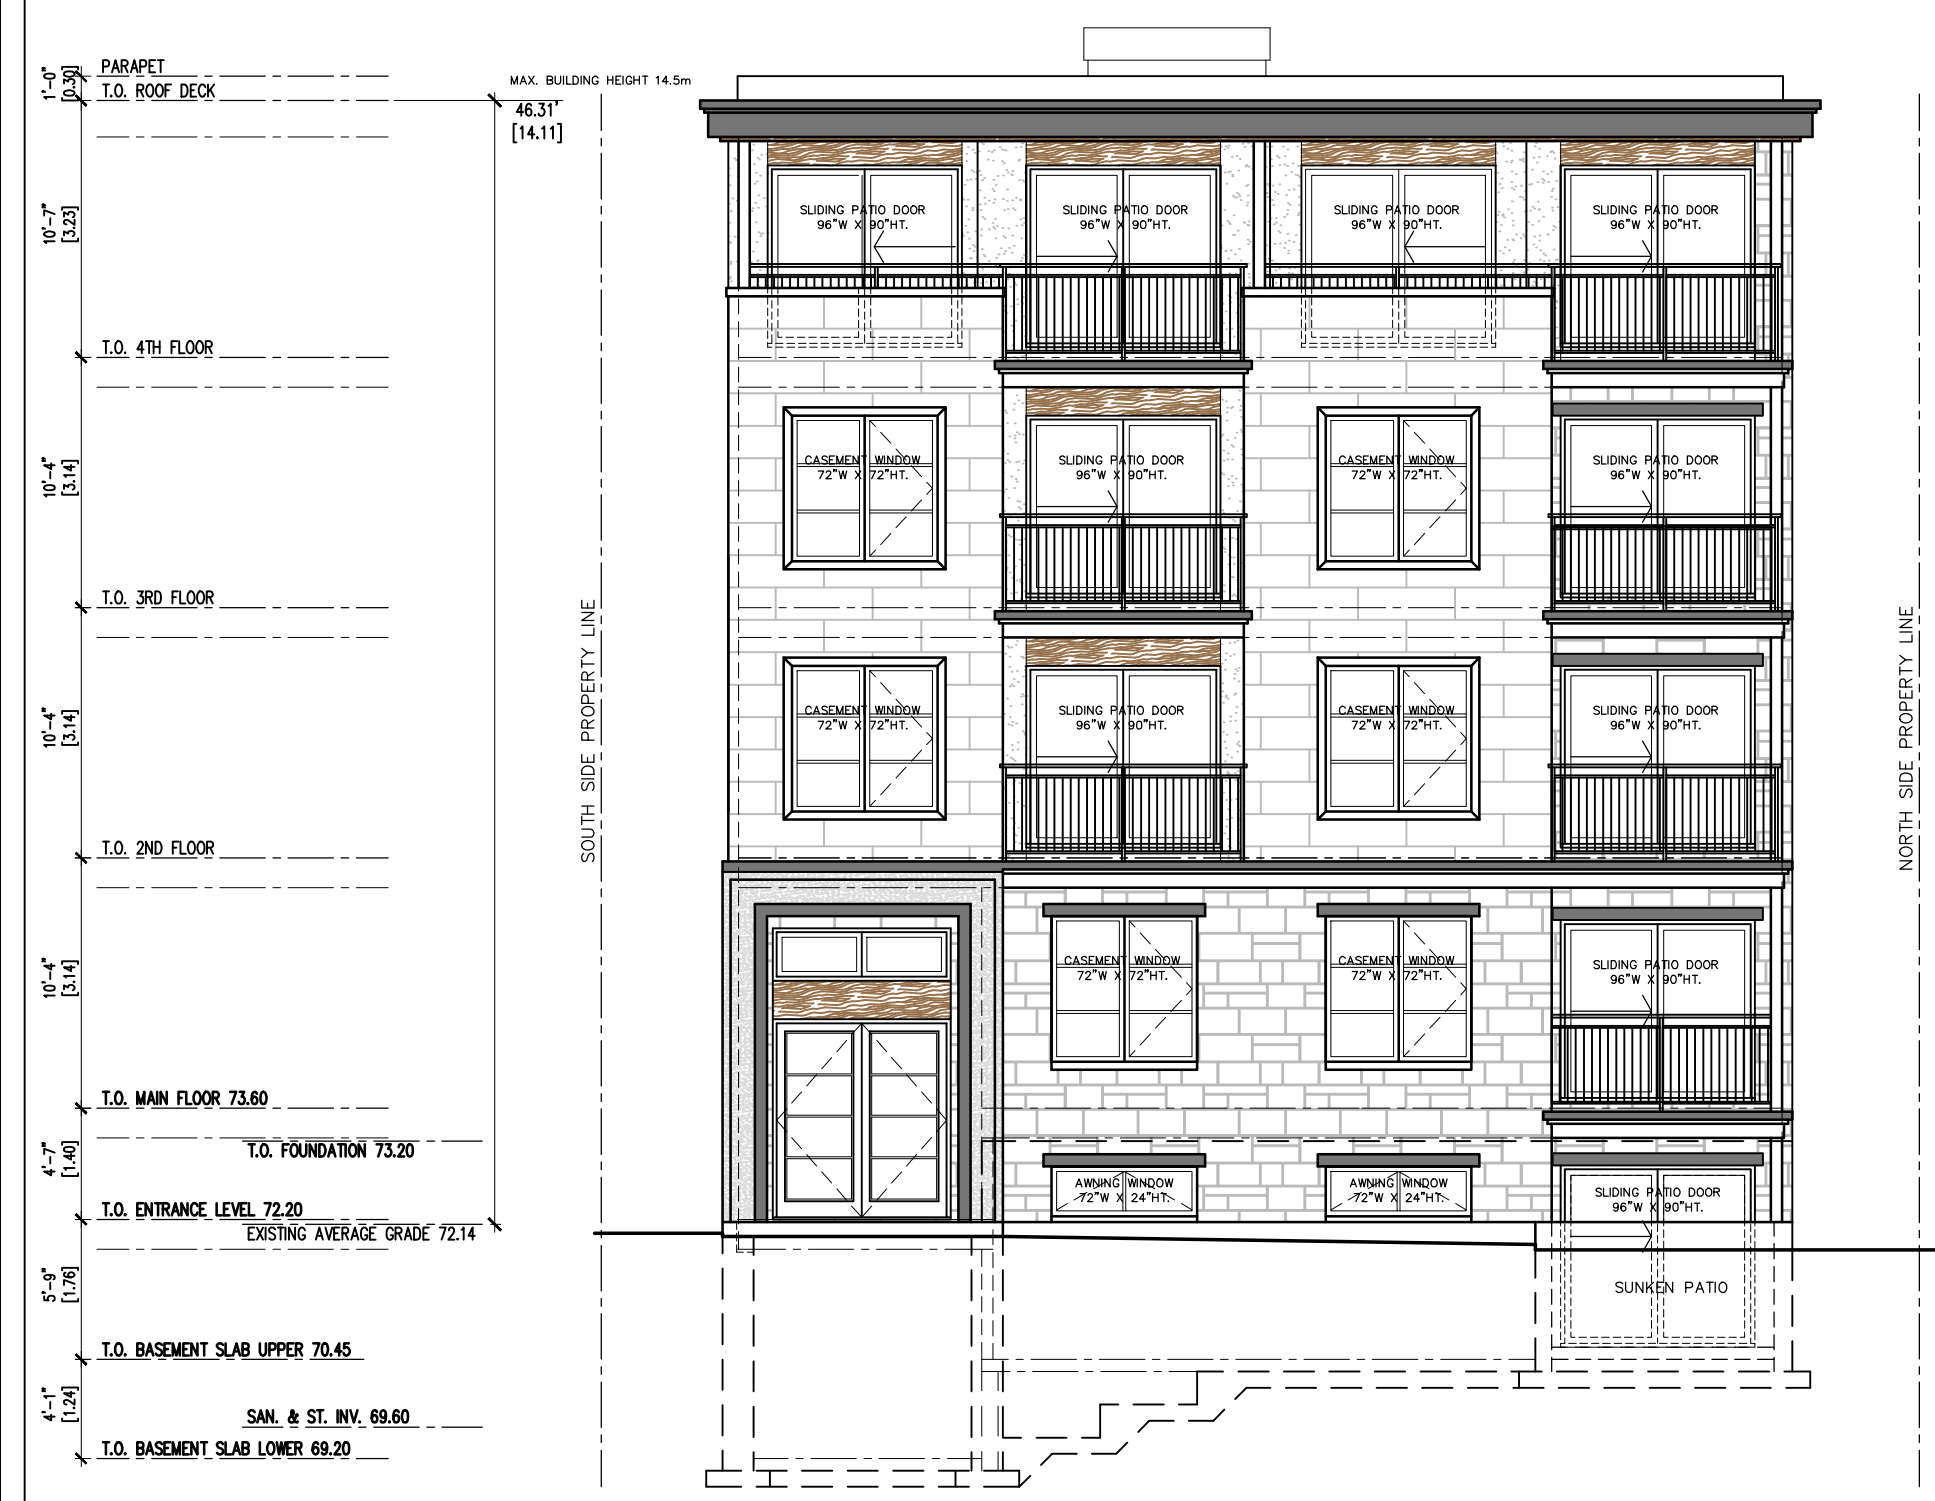 PARAPET
1'-0"
[0.30]
T.O. ROOF DECK
MAX. BUILDING HEIGHT 14.5m
46.31'
[14.11]
10'-7"
[3.23]
SLIDING PATIO DOOR
96"W X 90"HT.
SLIDING PATIO DOOR
96"W X 90"HT.
SLIDING PATIO DOOR
96"W X 90"HT.
SLIDING PATIO DOOR
96"W X 90"HT.
T.O. 4TH FLOOR
10'-4"
[3.14]
CASEMENT WINDOW
72"W X 72"HT.
SLIDING PATIO DOOR
96"W X 90"HT.
CASEMENT WINDOW
72"W X 72"HT.
SLIDING PATIO DOOR
96"W X 90"HT.
T.O. 3RD FLOOR
SOUTH SIDE PROPERTY LINE
NORTH SIDE PROPERTY LINE
10'-4"
[3.14]
CASEMENT WINDOW
72"W X 72"HT.
SLIDING PATIO DOOR
96"W X 90"HT.
CASEMENT WINDOW
72"W X 72"HT.
SLIDING PATIO DOOR
96"W X 90"HT.
T.O. 2ND FLOOR
10'-4"
[3.14]
CASEMENT WINDOW
72"W X 72"HT.
CASEMENT WINDOW
72"W X 72"HT.
SLIDING PATIO DOOR
96"W X 90"HT.
T.O. MAIN FLOOR 73.60
4'-7"
[1.40]
T.O. FOUNDATION 73.20
AWNING WINDOW
72"W X 24"HT.
AWNING WINDOW
72"W X 24"HT.
SLIDING PATIO DOOR
96"W X 90"HT.
T.O. ENTRANCE LEVEL 72.20
EXISTING AVERAGE GRADE 72.14
5'-9"
[1.76]
SUNKEN PATIO
T.O. BASEMENT SLAB UPPER 70.45
4'-1"
[1.24]
SAN. & ST. INV. 69.60
T.O. BASEMENT SLAB LOWER 69.20